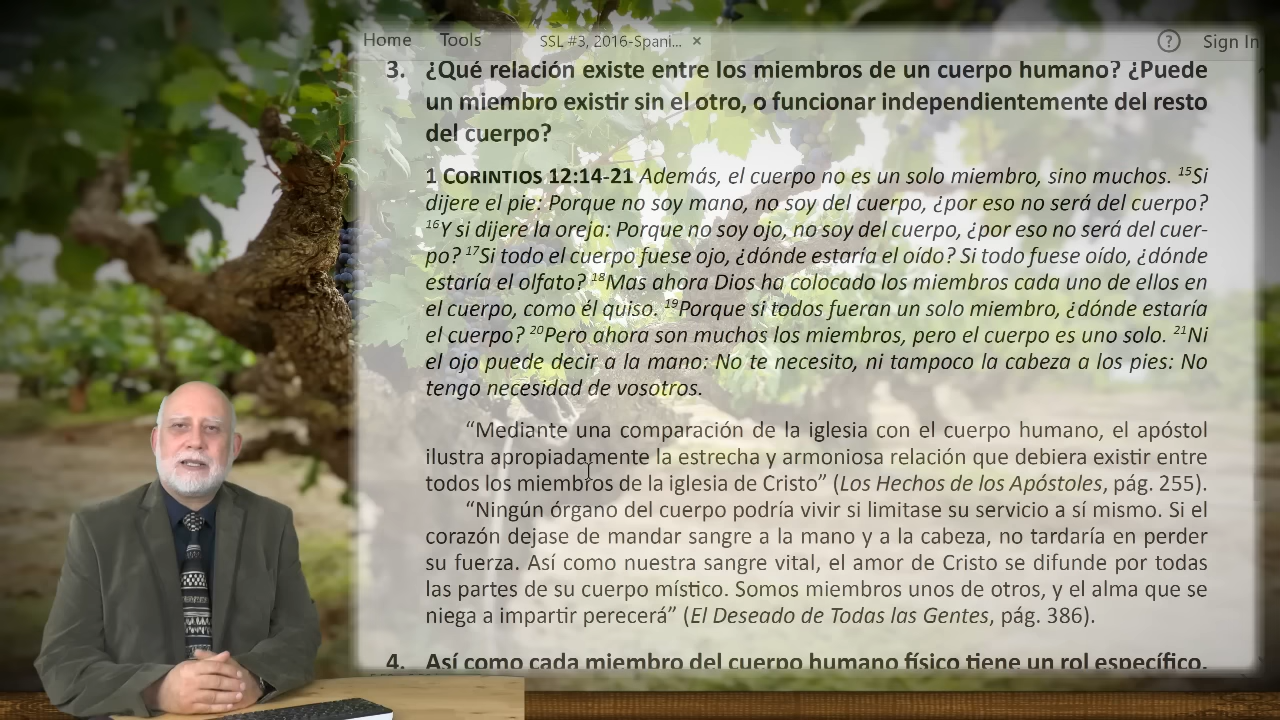 Home Tools SSL #3, 2016-Spani... × ? Sign In
3. ¿Qué relación existe entre los miembros de un cuerpo humano? ¿Puede
un miembro existir sin el otro, o funcionar independientemente del resto
del cuerpo?
1 CORINTIOS 12:14-21 Además, el cuerpo no es un solo miembro, sino muchos. 15Si
dijere el pie: Porque no soy mano, no soy del cuerpo, ¿por eso no será del cuerpo?
16Y si dijere la oreja: Porque no soy ojo, no soy del cuerpo, ¿por eso no será del cuer-
po? 17Si todo el cuerpo fuese ojo, ¿dónde estaría el oído? Si todo fuese oído, ¿dónde
estaría el olfato? 18Mas ahora Dios ha colocado los miembros cada uno de ellos en
el cuerpo, como él quiso. 19Porque si todos fueran un solo miembro, ¿dónde estaría
el cuerpo? 20Pero ahora son muchos los miembros, pero el cuerpo es uno solo. 21Ni
el ojo puede decir a la mano: No te necesito, ni tampoco la cabeza a los pies: No
tengo necesidad de vosotros.
“Mediante una comparación de la iglesia con el cuerpo humano, el apóstol
ilustra apropiadamente la estrecha y armoniosa relación que debiera existir entre
todos los miembros de la iglesia de Cristo” (Los Hechos de los Apóstoles, pág. 255).
“Ningún órgano del cuerpo podría vivir si limitase su servicio a sí mismo. Si el
corazón dejase de mandar sangre a la mano y a la cabeza, no tardaría en perder
su fuerza. Así como nuestra sangre vital, el amor de Cristo se difunde por todas
las partes de su cuerpo místico. Somos miembros unos de otros, y el alma que se
niega a impartir perecerá” (El Deseado de Todas las Gentes, pág. 386).
4. Así como cada miembro del cuerpo humano físico tiene un rol específico,